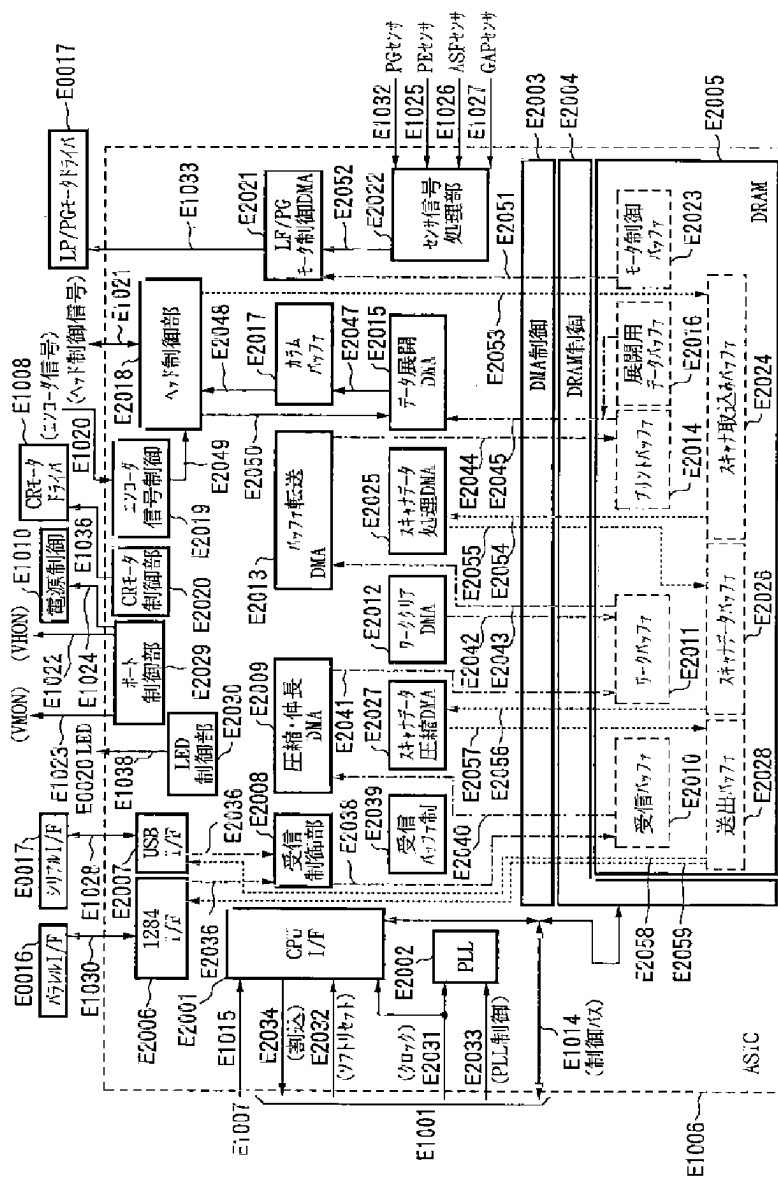 E0016
パラレルI/F
E1030
E0017
シリアルI/F
E1028
E0020 LED
E1038
E1023
(VMON)
E1022
(VHON)
E1024
E1010
電源制御
E1036
E1008
CRモータ
ドライバ
E1020
(エンコーダ信号)
(ヘッド制御信号)
E1021
E1033
LF/PGモータドライバ
E0017
E2006
1284
I/F
E2007
USB
I/F
E2036
E2036
E2001
CPU
I/F
E1015
E1007
E2034
(割込)
E2032
(ソフトリセット)
(クロック)
E2031
E2033
(PLL制御)
E1001
E2002
PLL
E1014
(制御バス)
E1006
ASIC
E2008
受信
制御部
E2038
E2039
受信
バッファ制
E2040
E2030
LED
制御部
E2029
ポート
制御部
E2020
CRモータ
制御部
E2019
エンコーダ
信号制御
E2049
E2018
ヘッド制御部
E2050
E2048
E2009
圧縮・伸長
DMA
E2041
E2027
スキャナデータ
圧縮DMA
E2057
E2056
E2012
ワーククリア
DMA
E2042
E2043
E2013
バッファ転送
DMA
E2025
スキャナデータ
処理DMA
E2055
E2054
E2044
E2045
E2017
カラム
バッファ
E2047
E2015
データ展開
DMA
E2053
E2021
LF/PG
モータ制御DMA
E2052
E2022
センサ信号
処理部
E2051
E1032
PGセンサ
E1025
PEセンサ
E1026
ASFセンサ
E1027
GAPセンサ
DMA制御
E2003
DRAM制御
E2004
E2005
DRAM
受信バッファ
E2010
ワークバッファ
E2011
プリントバッファ
E2014
展開用
データバッファ
E2016
モータ制御
バッファ
E2023
送出バッファ
E2028
スキャナデータバッファ
E2026
スキャナ取込みバッファ
E2024
E2058
E2059